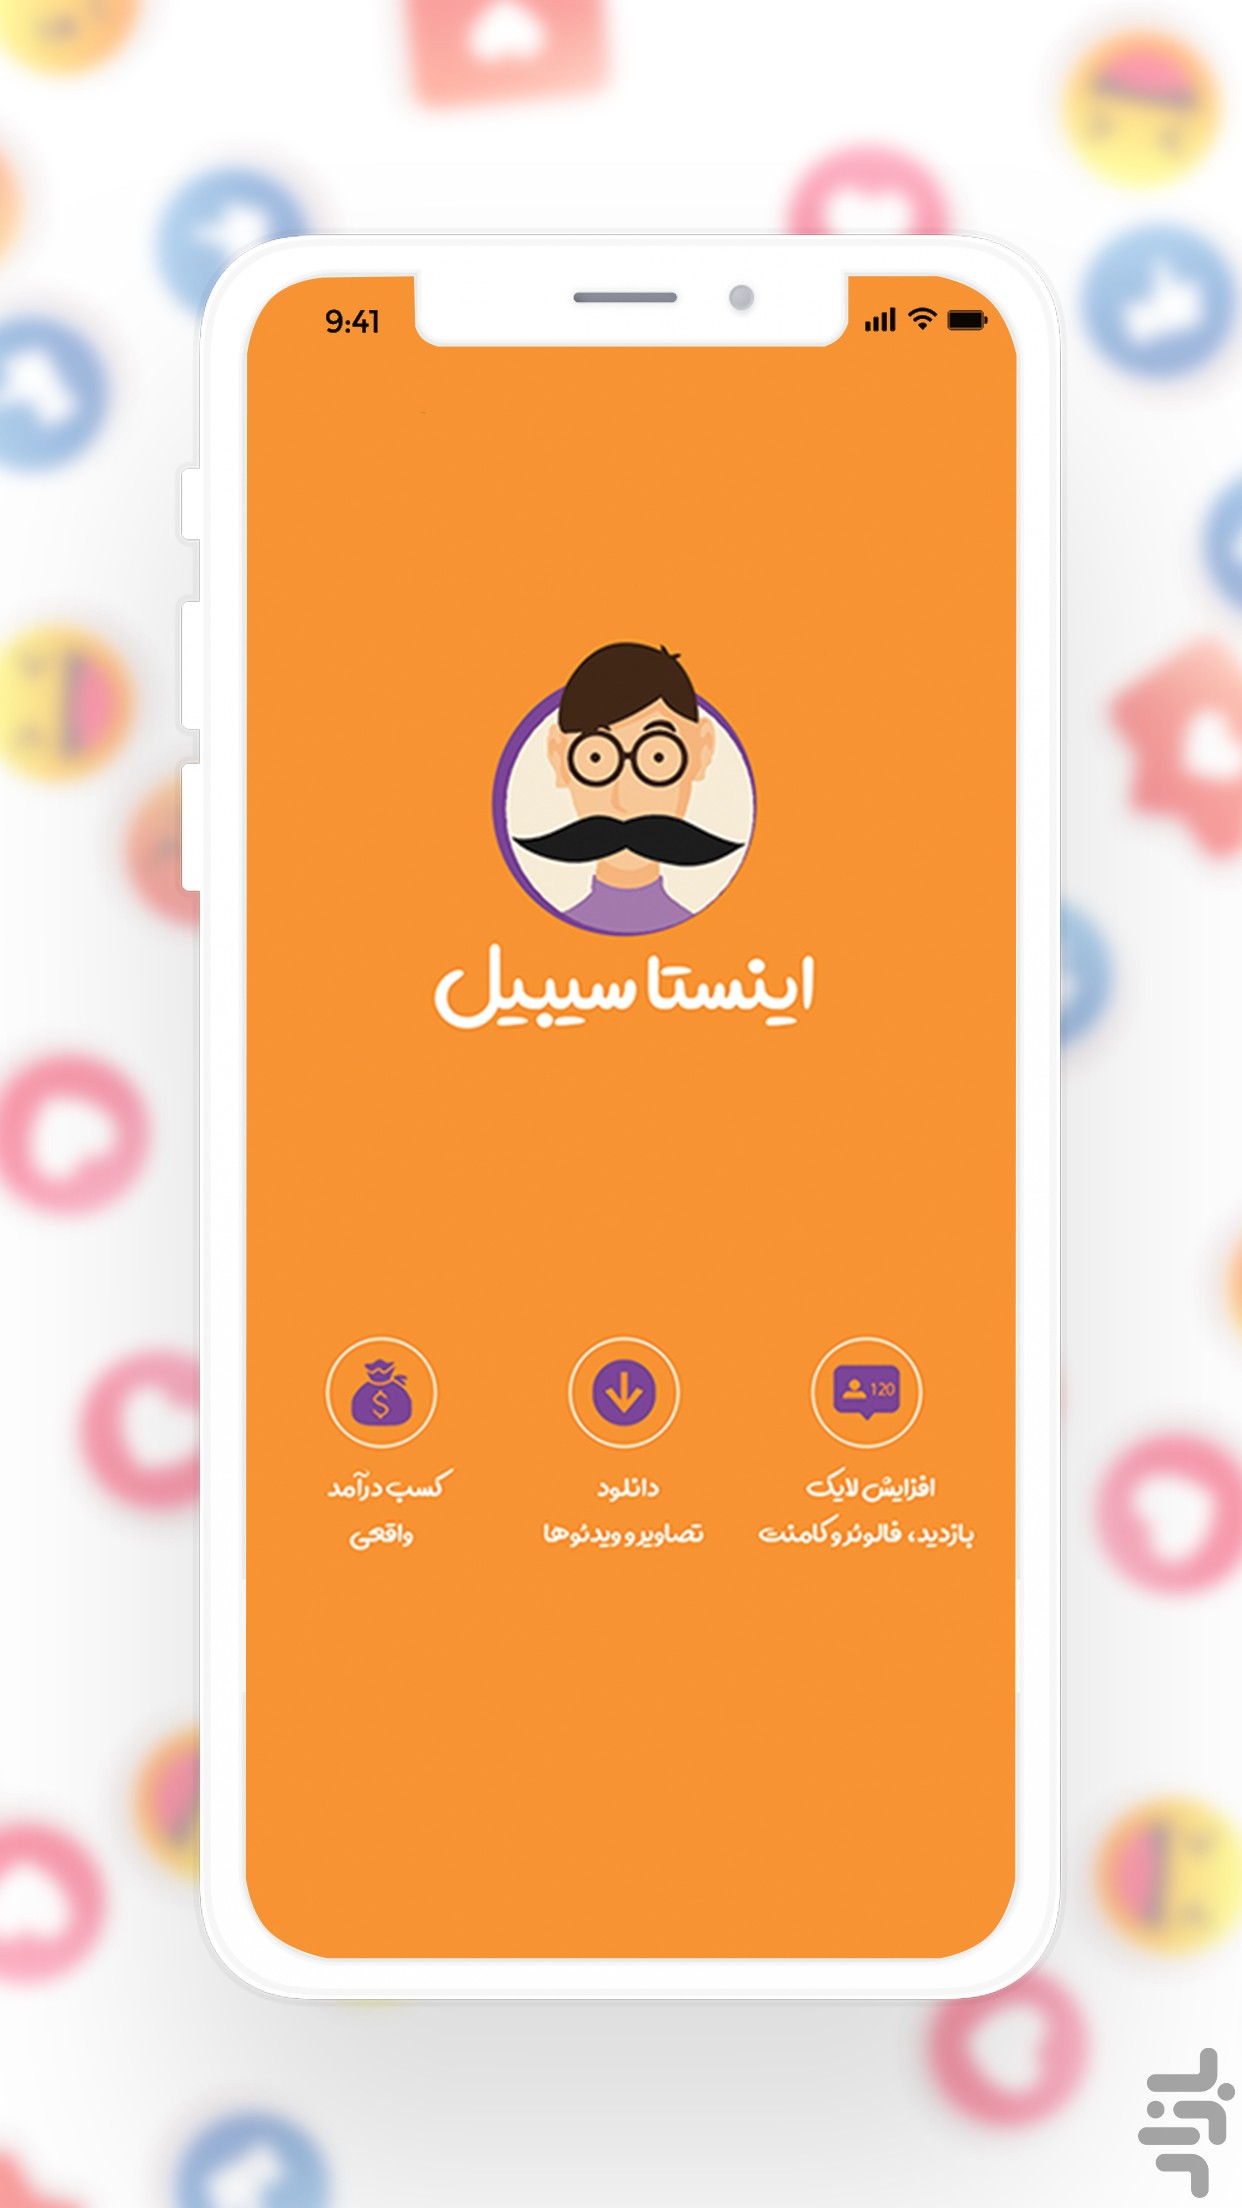 9:41
اینستا سیبیل
120
افزایش لایک
بازدید، فالوئر و کامنت
دانلود
تصاویر و ویدئوها
کسب درآمد
واقعی
بازار